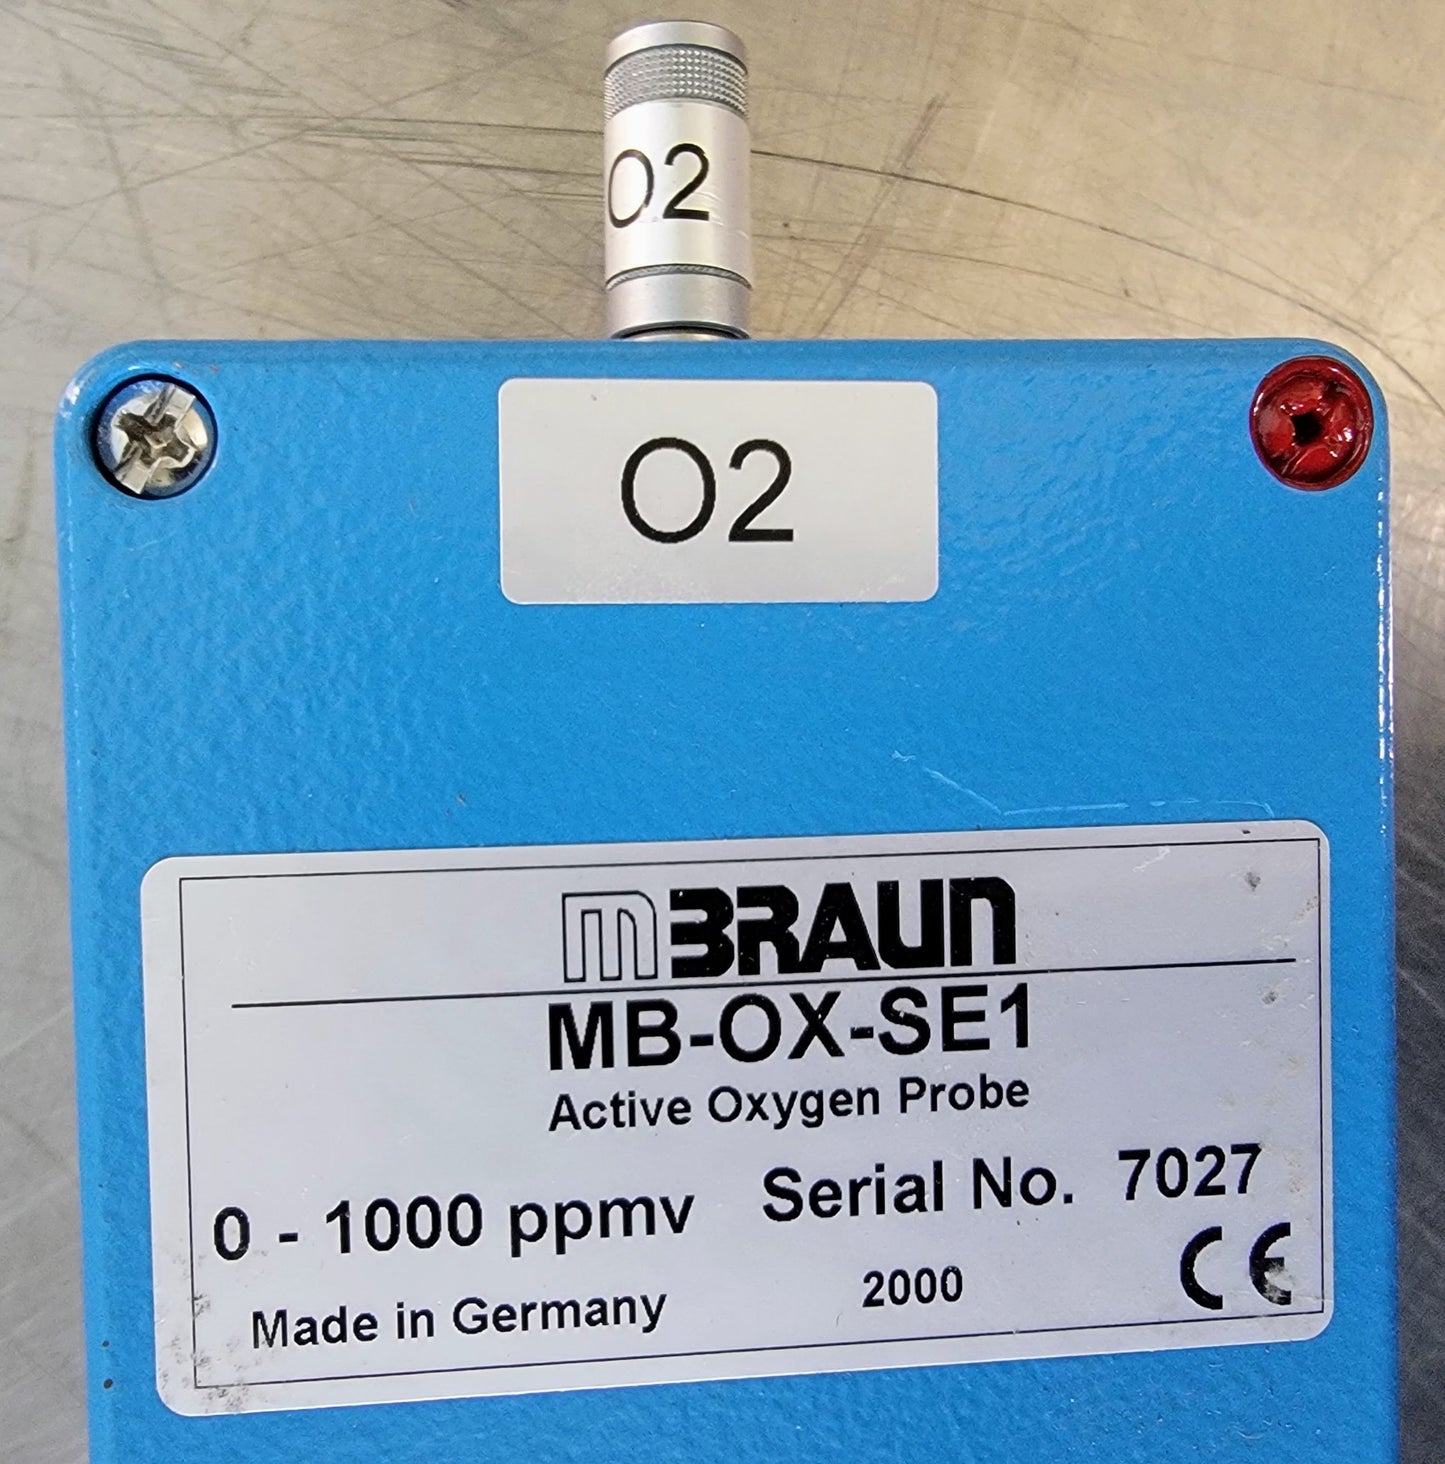 O2
O2
mBRAUN
MB-OX-SE1
Active Oxygen Probe
0 - 1000 ppmv Serial No. 7027
Made in Germany 2000 CE